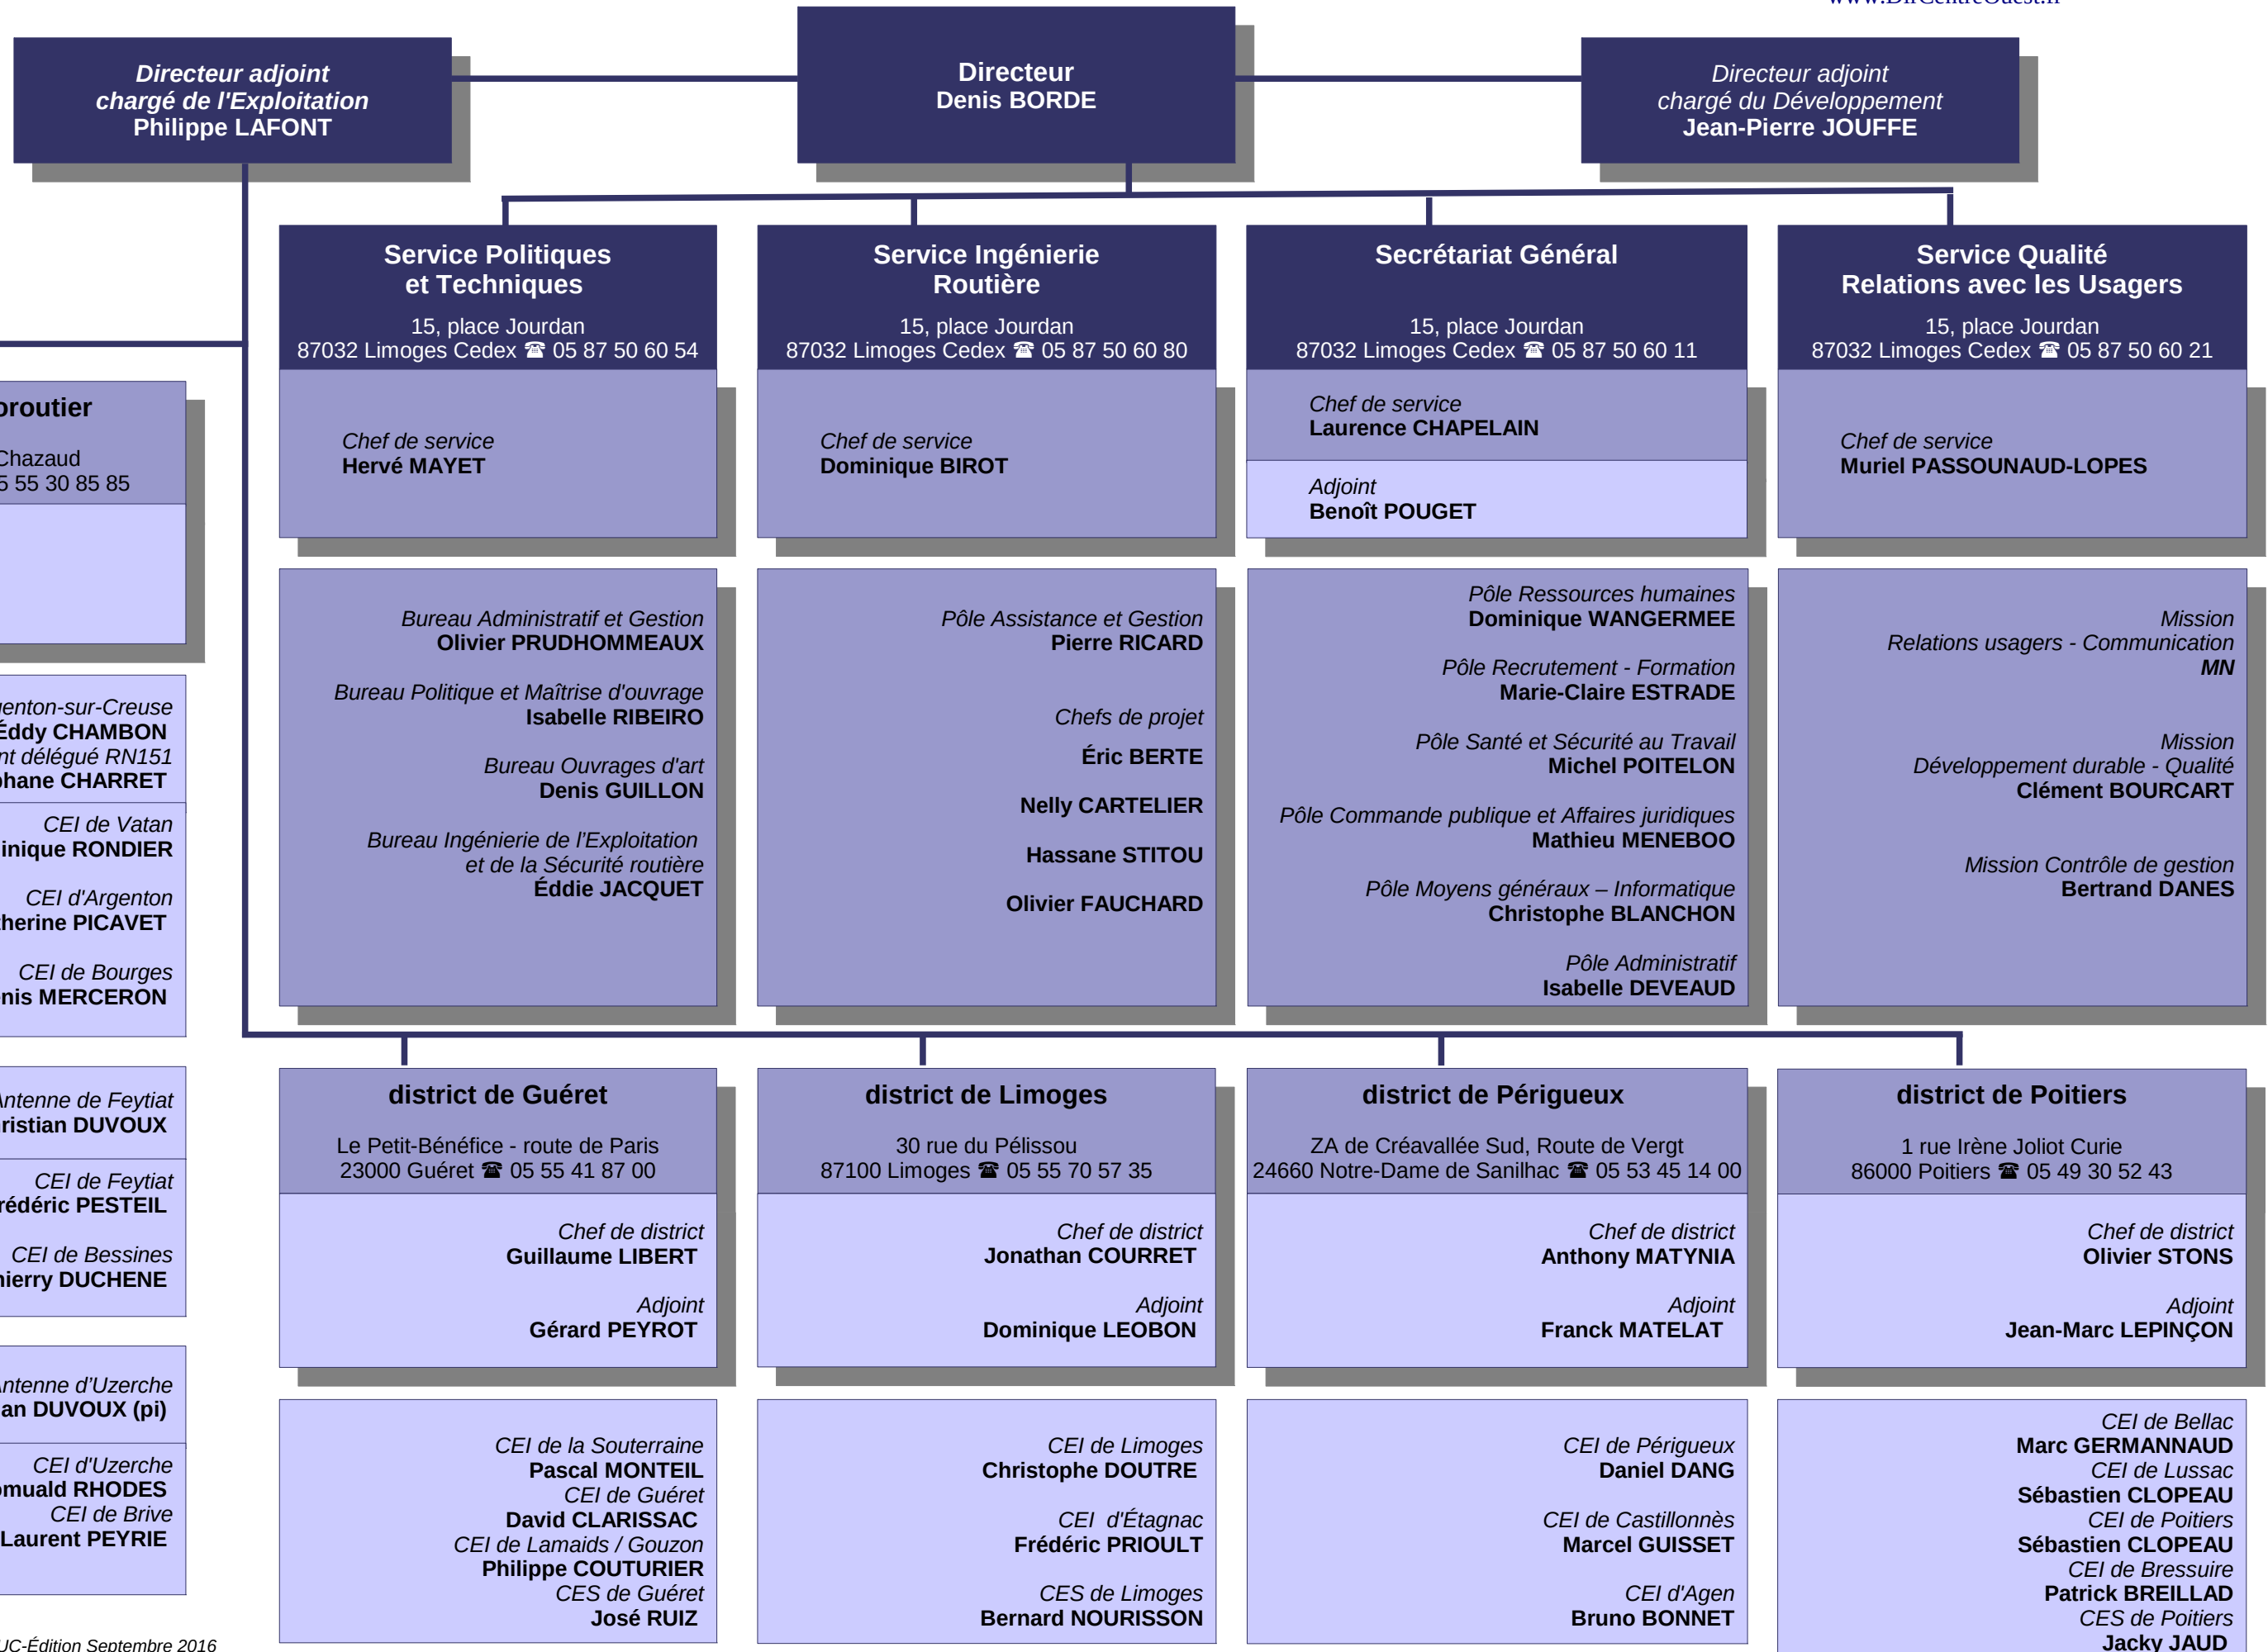 Directeur adjoint
chargé de l'Exploitation
Philippe LAFONT
Directeur
Denis BORDE
Directeur adjoint
chargé du Développement
Jean-Pierre JOUFFE
Service Politiques
et Techniques
15, place Jourdan
87032 Limoges Cedex ☎ 05 87 50 60 54
Chef de service
Hervé MAYET
Bureau Administratif et Gestion
Olivier PRUDHOMMEAUX
Bureau Politique et Maîtrise d'ouvrage
Isabelle RIBEIRO
Bureau Ouvrages d'art
Denis GUILLON
Bureau Ingénierie de l’Exploitation
et de la Sécurité routière
Éddie JACQUET
Service Ingénierie
Routière
15, place Jourdan
87032 Limoges Cedex ☎ 05 87 50 60 80
Chef de service
Dominique BIROT
Pôle Assistance et Gestion
Pierre RICARD
Chefs de projet
Éric BERTE
Nelly CARTELIER
Hassane STITOU
Olivier FAUCHARD
Secrétariat Général
15, place Jourdan
87032 Limoges Cedex ☎ 05 87 50 60 11
Chef de service
Laurence CHAPELAIN
Adjoint
Benoît POUGET
Pôle Ressources humaines
Dominique WANGERMEE
Pôle Recrutement - Formation
Marie-Claire ESTRADE
Pôle Santé et Sécurité au Travail
Michel POITELON
Pôle Commande publique et Affaires juridiques
Mathieu MENEBOO
Pôle Moyens généraux – Informatique
Christophe BLANCHON
Pôle Administratif
Isabelle DEVEAUD
Service Qualité
Relations avec les Usagers
15, place Jourdan
87032 Limoges Cedex ☎ 05 87 50 60 21
Chef de service
Muriel PASSOUNAUD-LOPES
Mission
Relations usagers - Communication
MN
Mission
Développement durable - Qualité
Clément BOURCART
Mission Contrôle de gestion
Bertrand DANES
Chazaud
55 30 85 85
CHAMBON
délégué RN151
CHARRET
CEI de Vatan
RONDIER
CEI d'Argenton
PICAVET
CEI de Bourges
MERCERON
Antenne de Feytiat
DUVOUX
CEI de Feytiat
PESTEIL
CEI de Bessines
DUCHENE
Antenne d’Uzerche
DUVOUX (pi)
CEI d'Uzerche
RHODES
CEI de Brive
Laurent PEYRIE
district de Guéret
Le Petit-Bénéfice - route de Paris
23000 Guéret ☎ 05 55 41 87 00
Chef de district
Guillaume LIBERT
Adjoint
Gérard PEYROT
CEI de la Souterraine
Pascal MONTEIL
CEI de Guéret
David CLARISSAC
CEI de Lamaids / Gouzon
Philippe COUTURIER
CES de Guéret
José RUIZ
district de Limoges
30 rue du Pélissou
87100 Limoges ☎ 05 55 70 57 35
Chef de district
Jonathan COURRET
Adjoint
Dominique LEOBON
CEI de Limoges
Christophe DOUTRE
CEI d'Étagnac
Frédéric PRIOULT
CES de Limoges
Bernard NOURISSON
district de Périgueux
ZA de Créavallée Sud, Route de Vergt
24660 Notre-Dame de Sanilhac ☎ 05 53 45 14 00
Chef de district
Anthony MATYNIA
Adjoint
Franck MATELAT
CEI de Périgueux
Daniel DANG
CEI de Castillonnès
Marcel GUISSET
CEI d'Agen
Bruno BONNET
district de Poitiers
1 rue Irène Joliot Curie
86000 Poitiers ☎ 05 49 30 52 43
Chef de district
Olivier STONS
Adjoint
Jean-Marc LEPINÇON
CEI de Bellac
Marc GERMANNAUD
CEI de Lussac
Sébastien CLOPEAU
CEI de Poitiers
Sébastien CLOPEAU
CEI de Bressuire
Patrick BREILLAD
CES de Poitiers
Jacky JAUD
Édition Septembre 2016